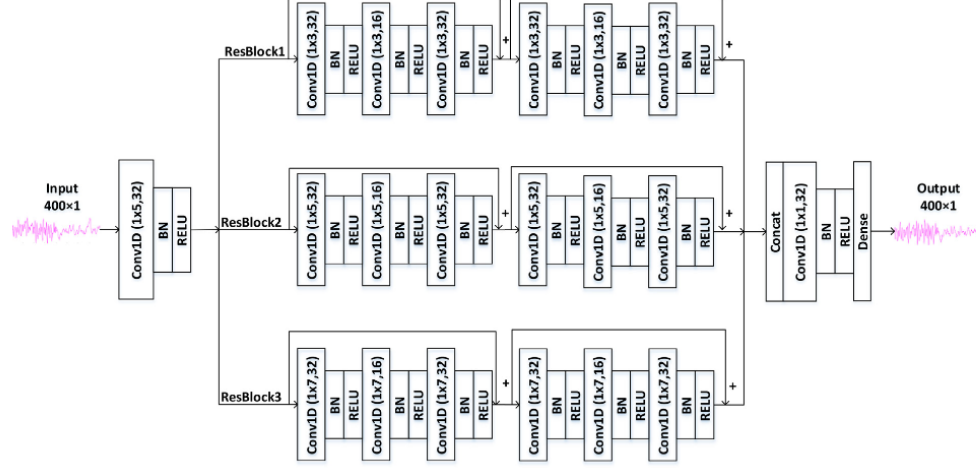 Input
400×1
Conv1D (1x5,32)
BN
RELU
ResBlock1
Conv1D (1x3,32)
BN
RELU
Conv1D (1x3,16)
BN
RELU
Conv1D (1x3,32)
BN
RELU
+
Conv1D (1x3,32)
BN
RELU
Conv1D (1x3,16)
BN
RELU
Conv1D (1x3,32)
BN
RELU
+
ResBlock2
Conv1D (1x5,32)
BN
RELU
Conv1D (1x5,16)
BN
RELU
Conv1D (1x5,32)
BN
RELU
+
Conv1D (1x5,32)
BN
RELU
Conv1D (1x5,16)
BN
RELU
Conv1D (1x5,32)
BN
RELU
+
ResBlock3
Conv1D (1x7,32)
BN
RELU
Conv1D (1x7,16)
BN
RELU
Conv1D (1x7,32)
BN
RELU
+
Conv1D (1x7,32)
BN
RELU
Conv1D (1x7,16)
BN
RELU
Conv1D (1x7,32)
BN
RELU
+
Concat
Conv1D (1x1,32)
BN
RELU
Dense
Output
400×1